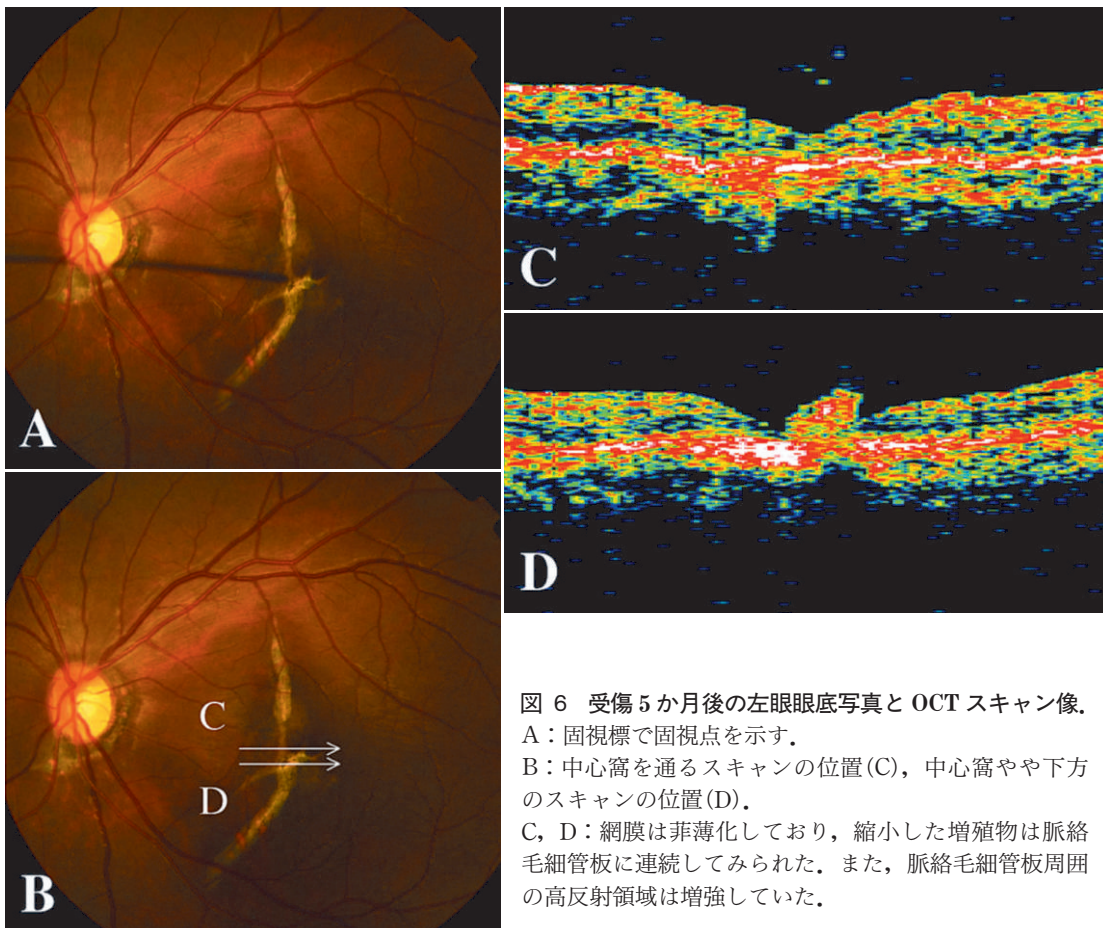 A
B
C
D
C
D
図 6 受傷 5 か月後の左眼眼底写真と OCT スキャン像.
A:固視標で固視点を示す.
B:中心窩を通るスキャンの位置(C),中心窩やや下方
のスキャンの位置(D).
C,D:網膜は菲薄化しており,縮小した増殖物は脈絡
毛細管板に連続してみられた.また,脈絡毛細管板周囲
の高反射領域は増強していた.